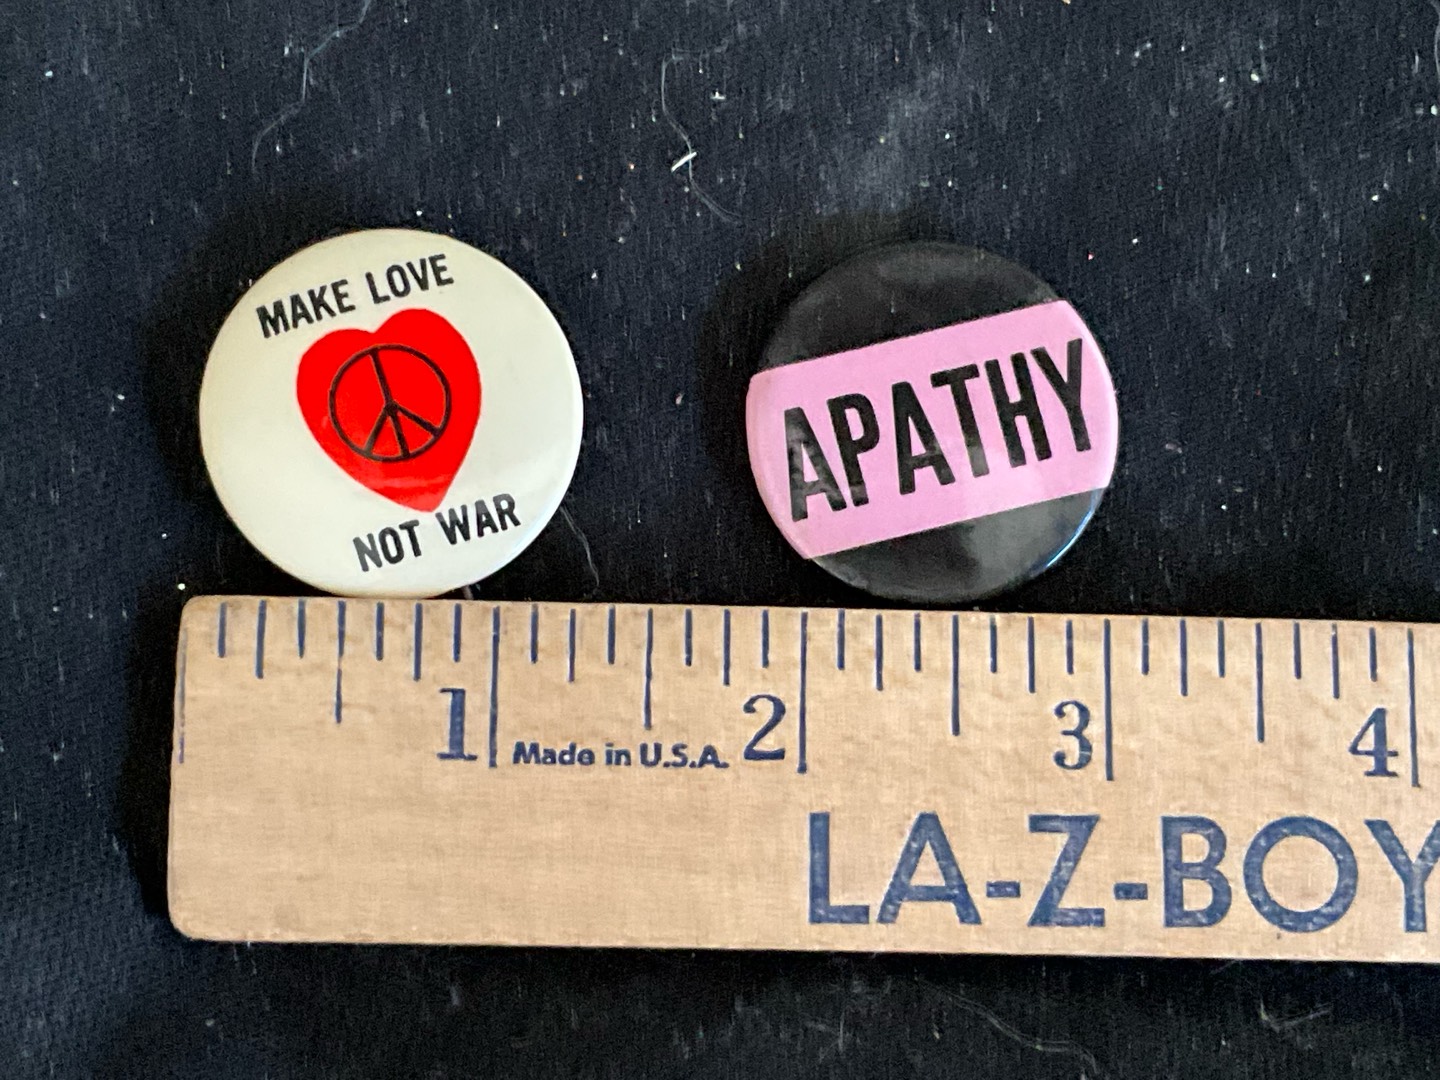 MAKE LOVE
NOT WAR
APATHY
1 Made in U.S.A. 2 3 4
LA-Z-BOY